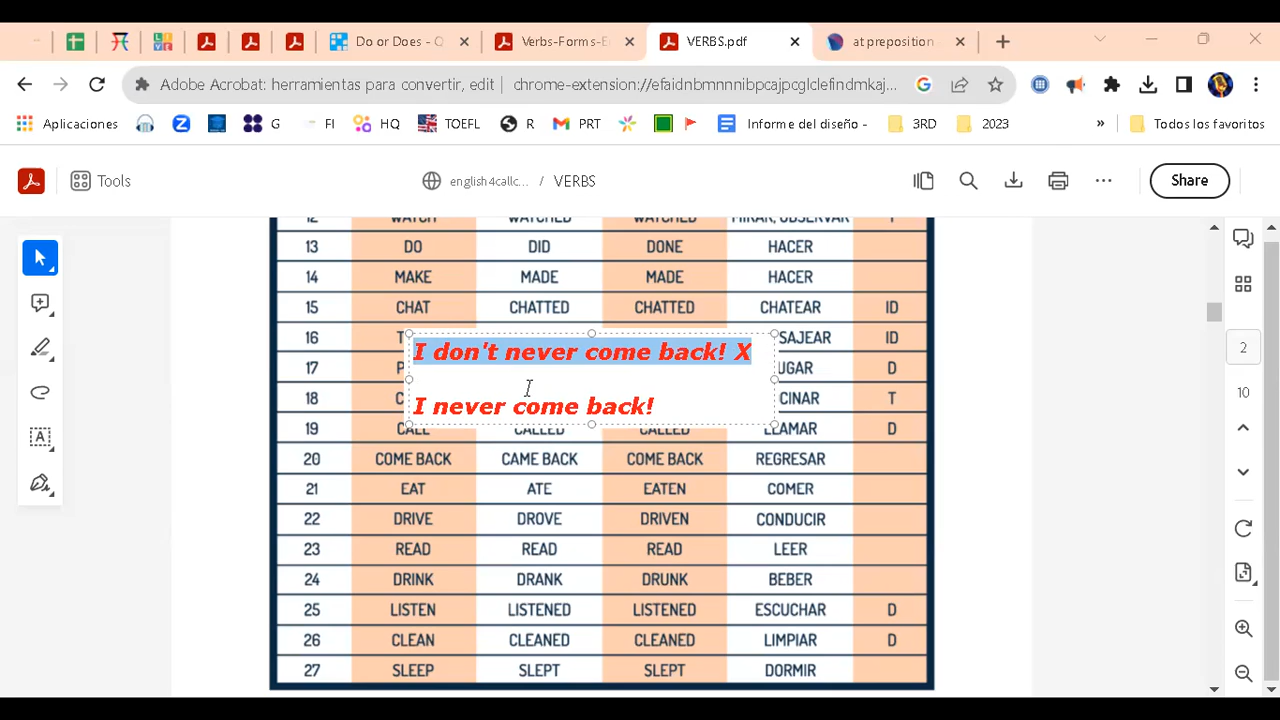 Do or Does - Q
Verbs-Forms-E
VERBS.pdf
at preposition
Adobe Acrobat: herramientas para convertir, edit | chrome-extension://efaidnbmnnnibpcajpcglclefindmkaj...
Aplicaciones G FI HQ TOEFL R PRT Informe del diseño - 3RD 2023 » Todos los favoritos
Tools english4callc... / VERBS Share
12 WATCH WATCHED WATCHED MIRAR, OBSERVAR T
13 DO DID DONE HACER
14 MAKE MADE MADE HACER
15 CHAT CHATTED CHATTED CHATEAR ID
16 T SAJEAR ID
I don't never come back! X
17 P UGAR D
18 C CINAR T
I never come back!
19 CALL CALLED CALLED LLAMAR D
20 COME BACK CAME BACK COME BACK REGRESAR
21 EAT ATE EATEN COMER
22 DRIVE DROVE DRIVEN CONDUCIR
23 READ READ READ LEER
24 DRINK DRANK DRUNK BEBER
25 LISTEN LISTENED LISTENED ESCUCHAR D
26 CLEAN CLEANED CLEANED LIMPIAR D
27 SLEEP SLEPT SLEPT DORMIR
2
10